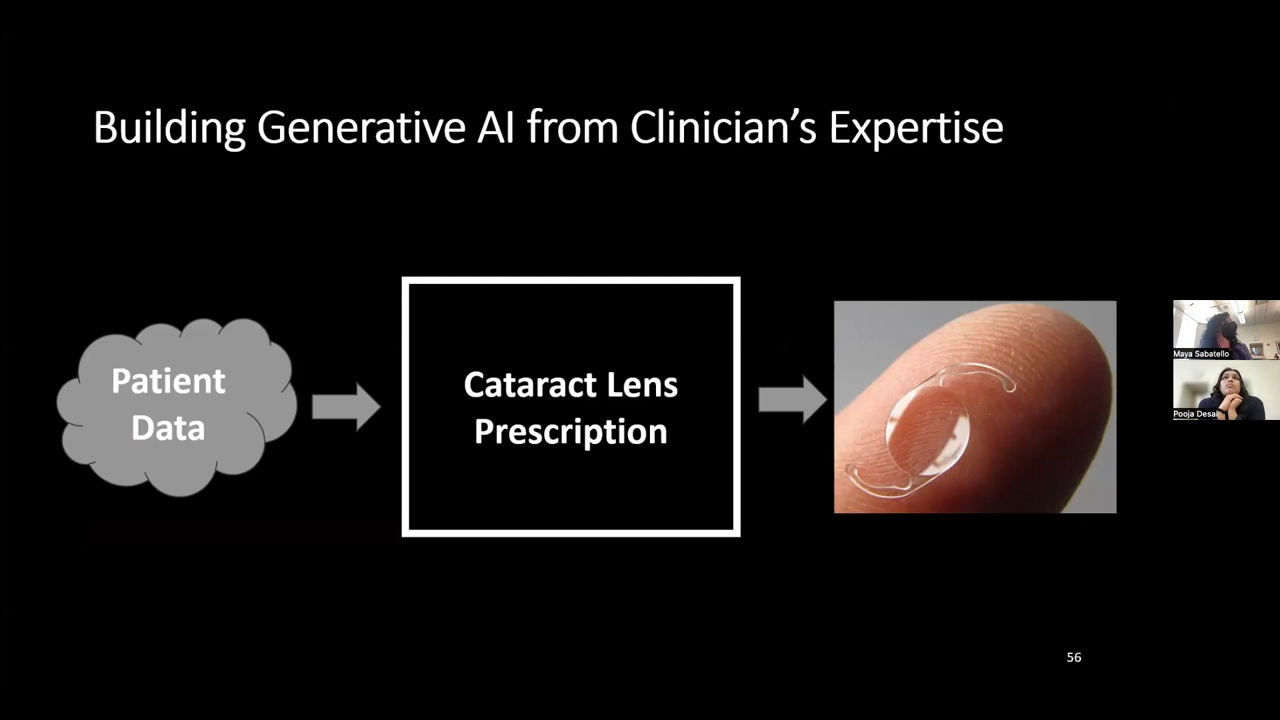 Building Generative AI from Clinician’s Expertise
Patient
Data
Cataract Lens
Prescription
Maya Sabatello
Pooja Desai
56